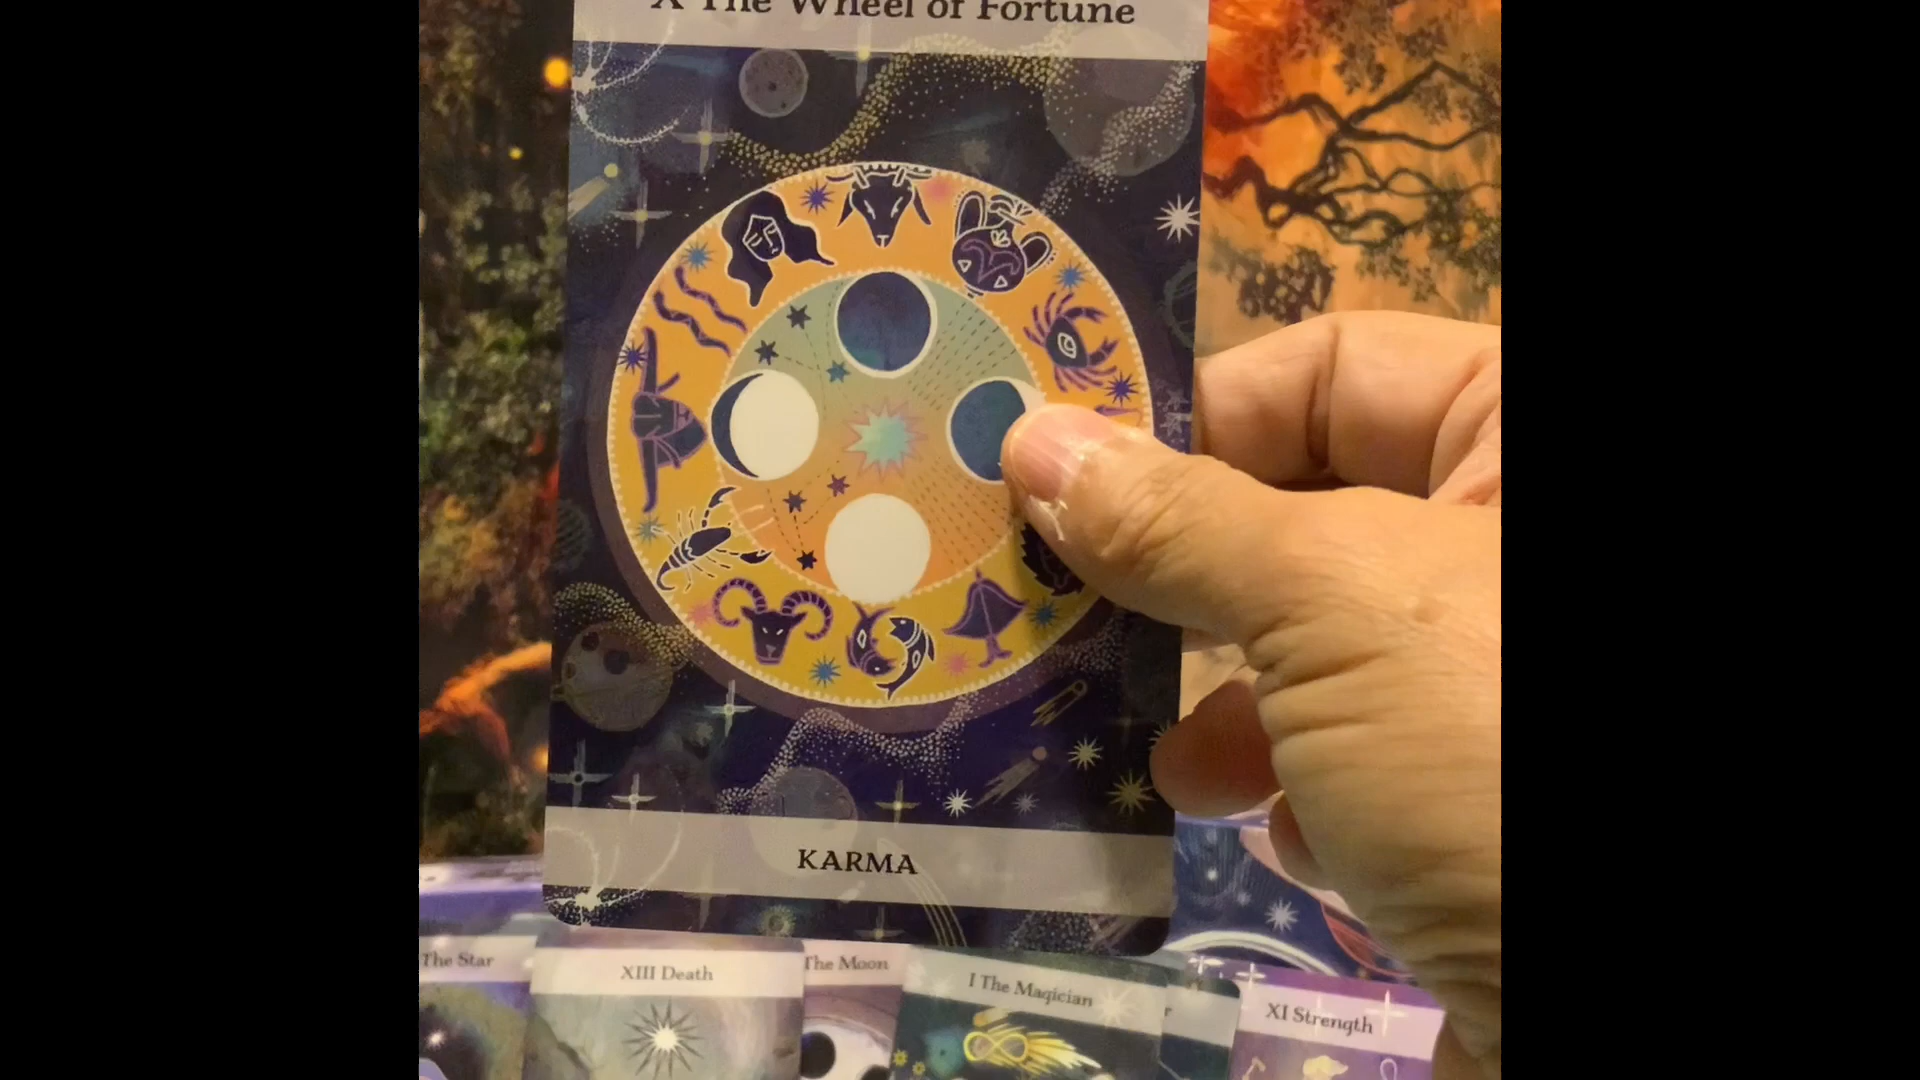 X The Wheel of Fortune
KARMA
The Star
XIII Death
The Moon
I The Magician
r
XI Strength